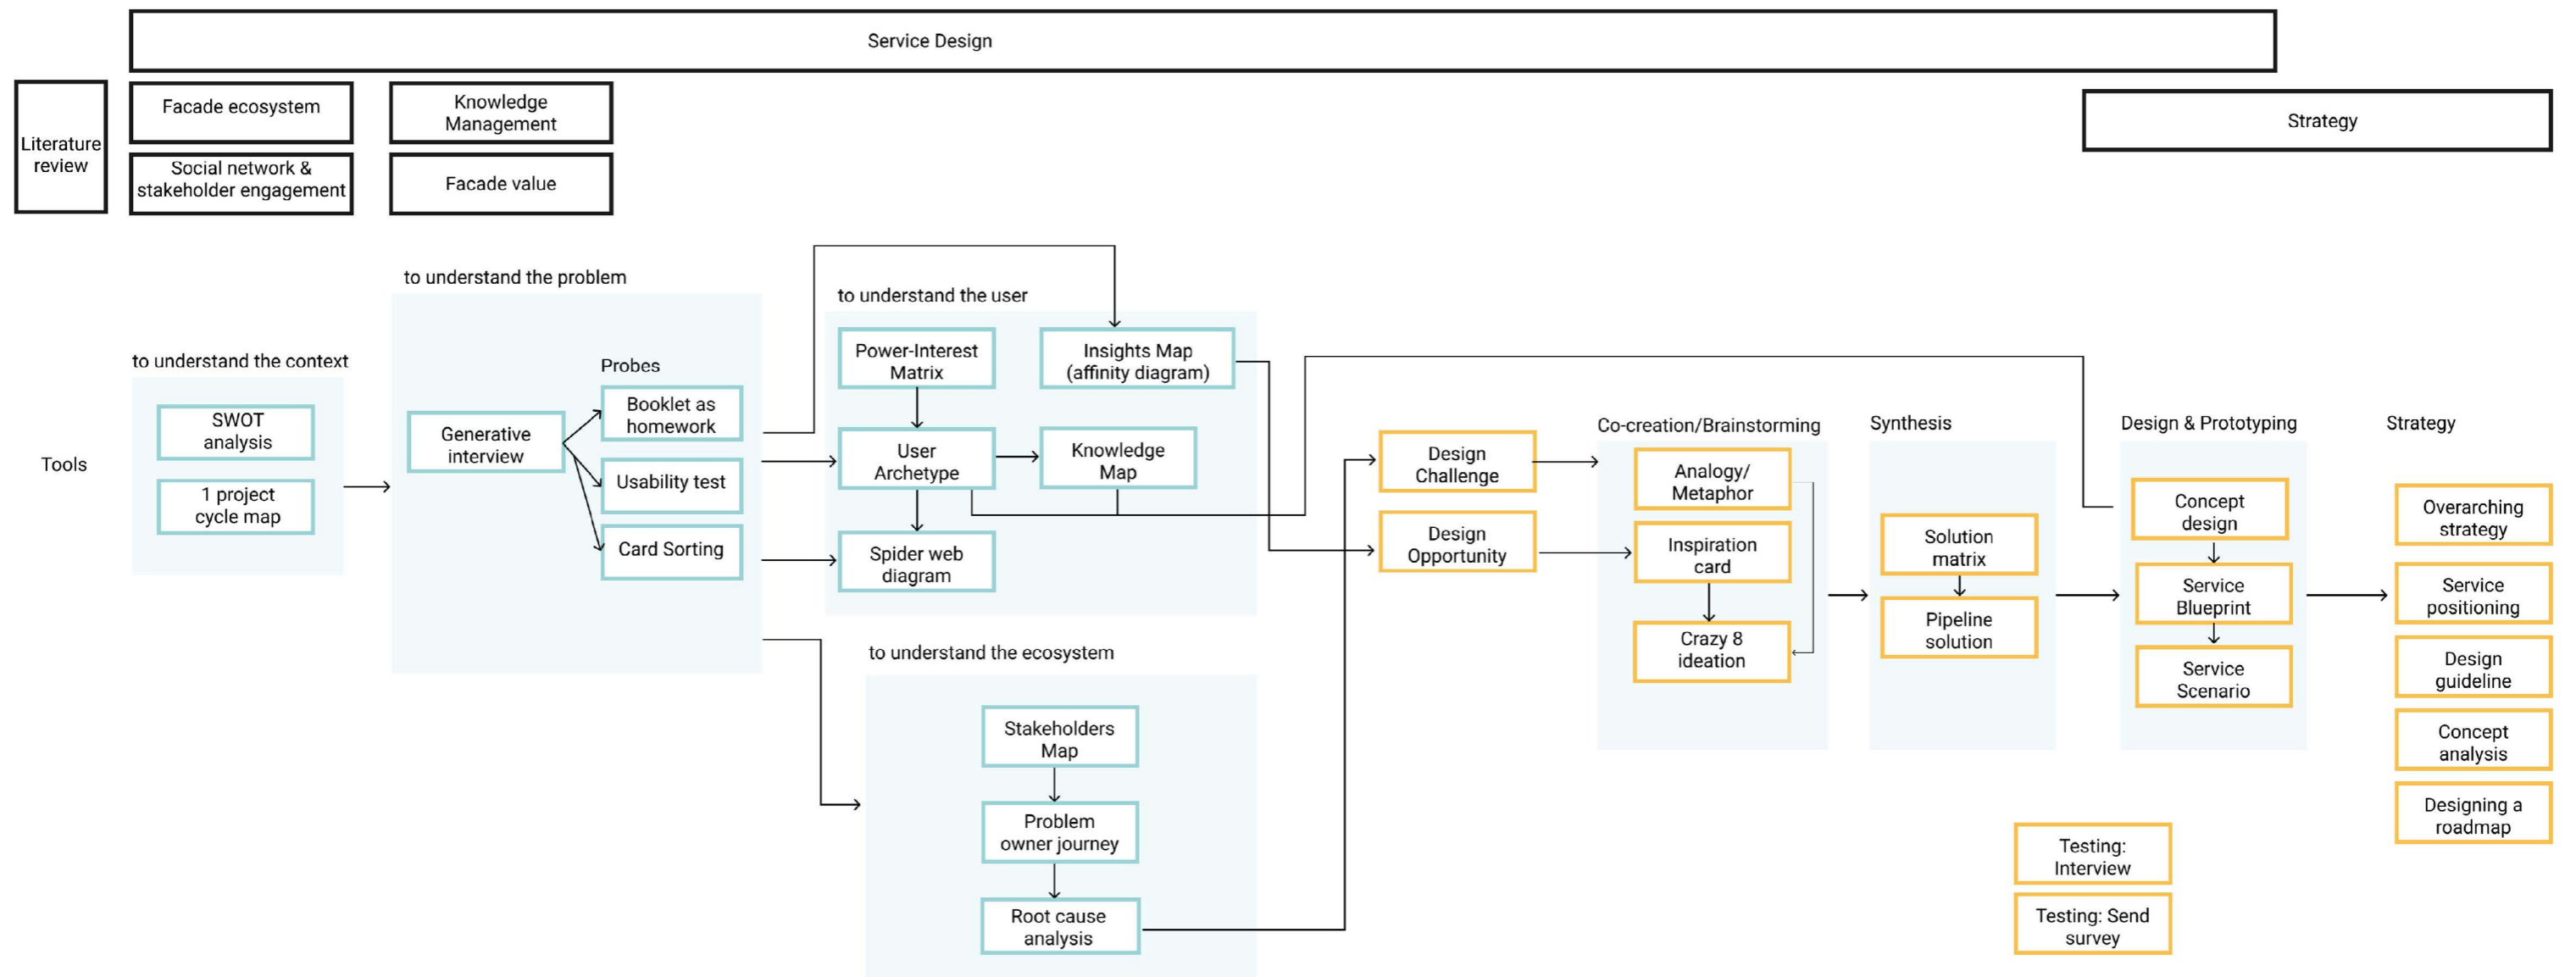 Service Design
Literature
review
Facade ecosystem
Knowledge
Management
Strategy
Social network &
stakeholder engagement
Facade value
Tools
to understand the context
SWOT
analysis
1 project
cycle map
to understand the problem
Generative
interview
Probes
Booklet as
homework
Usability test
Card Sorting
to understand the user
Power-Interest
Matrix
Insights Map
(affinity diagram)
User
Archetype
Knowledge
Map
Spider web
diagram
to understand the ecosystem
Stakeholders
Map
Problem
owner journey
Root cause
analysis
Design
Challenge
Design
Opportunity
Co-creation/Brainstorming
Analogy/
Metaphor
Inspiration
card
Crazy 8
ideation
Synthesis
Solution
matrix
Pipeline
solution
Design & Prototyping
Concept
design
Service
Blueprint
Service
Scenario
Testing:
Interview
Testing: Send
survey
Strategy
Overarching
strategy
Service
positioning
Design
guideline
Concept
analysis
Designing a
roadmap